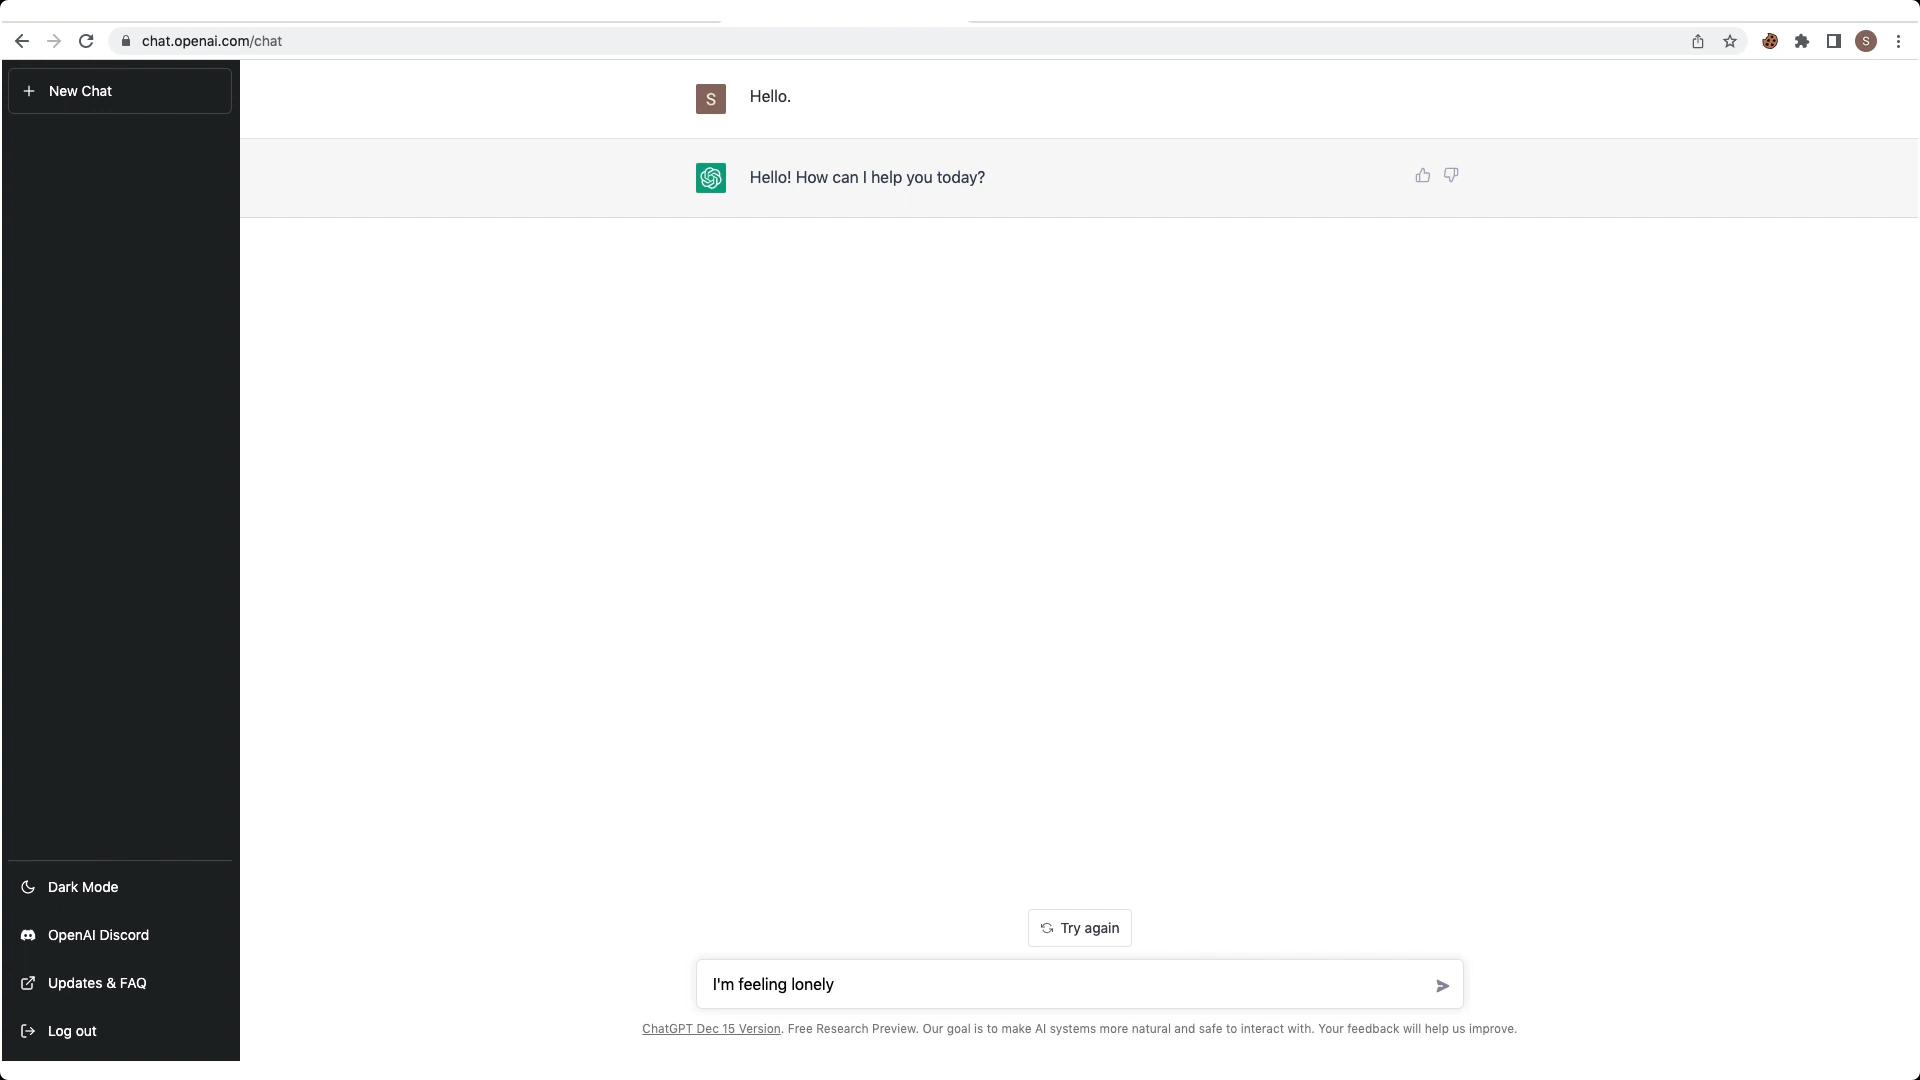 chat.openai.com/chat
S
New Chat
S
Hello.
Hello! How can I help you today?
Dark Mode
OpenAI Discord
Updates & FAQ
Log out
Try again
I'm feeling lonely
ChatGPT Dec 15 Version. Free Research Preview. Our goal is to make AI systems more natural and safe to interact with. Your feedback will help us improve.